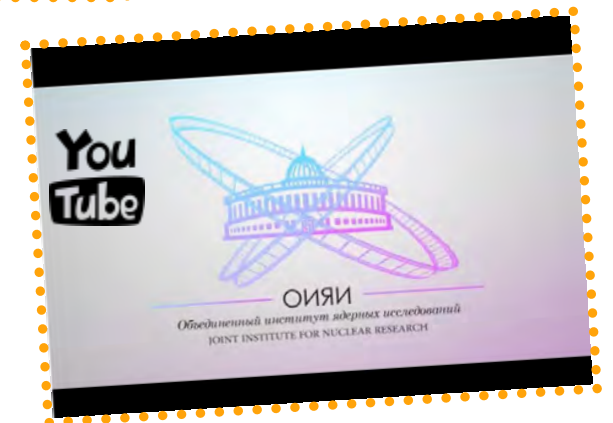 You
Tube
ОИЯИ
Объединенный институт ядерных исследований
JOINT INSTITUTE FOR NUCLEAR RESEARCH